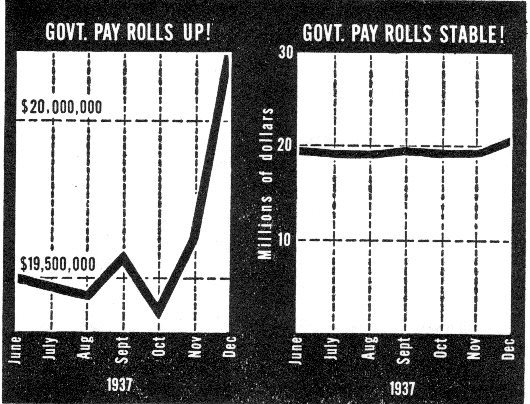 GOVT. PAY ROLLS UP!
$20,000,000
$19,500,000
June July Aug Sept Oct Nov Dec
1937
GOVT. PAY ROLLS STABLE!
Millions of dollars
30
20
10
June July Aug Sept Oct Nov Dec
1937